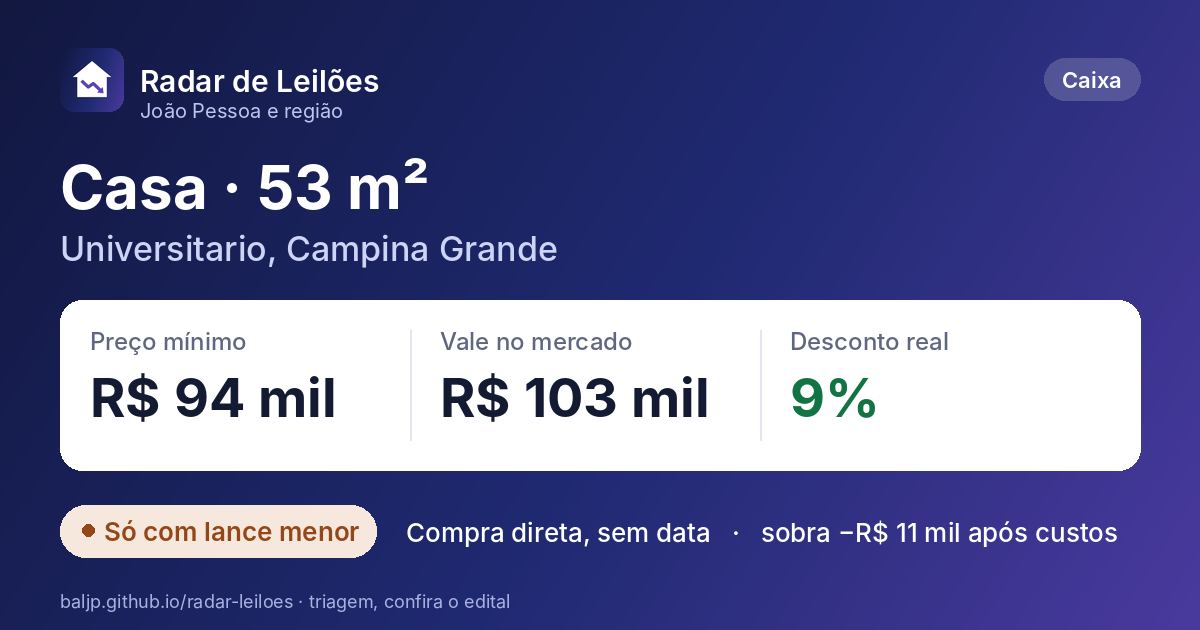 Radar de Leilões
João Pessoa e região
Caixa
Casa · 53 m²
Universitario, Campina Grande
Preço mínimo
R$ 94 mil
Vale no mercado
R$ 103 mil
Desconto real
9%
Só com lance menor
Compra direta, sem data · sobra −R$ 11 mil após custos
baljp.github.io/radar-leiloes · triagem, confira o edital